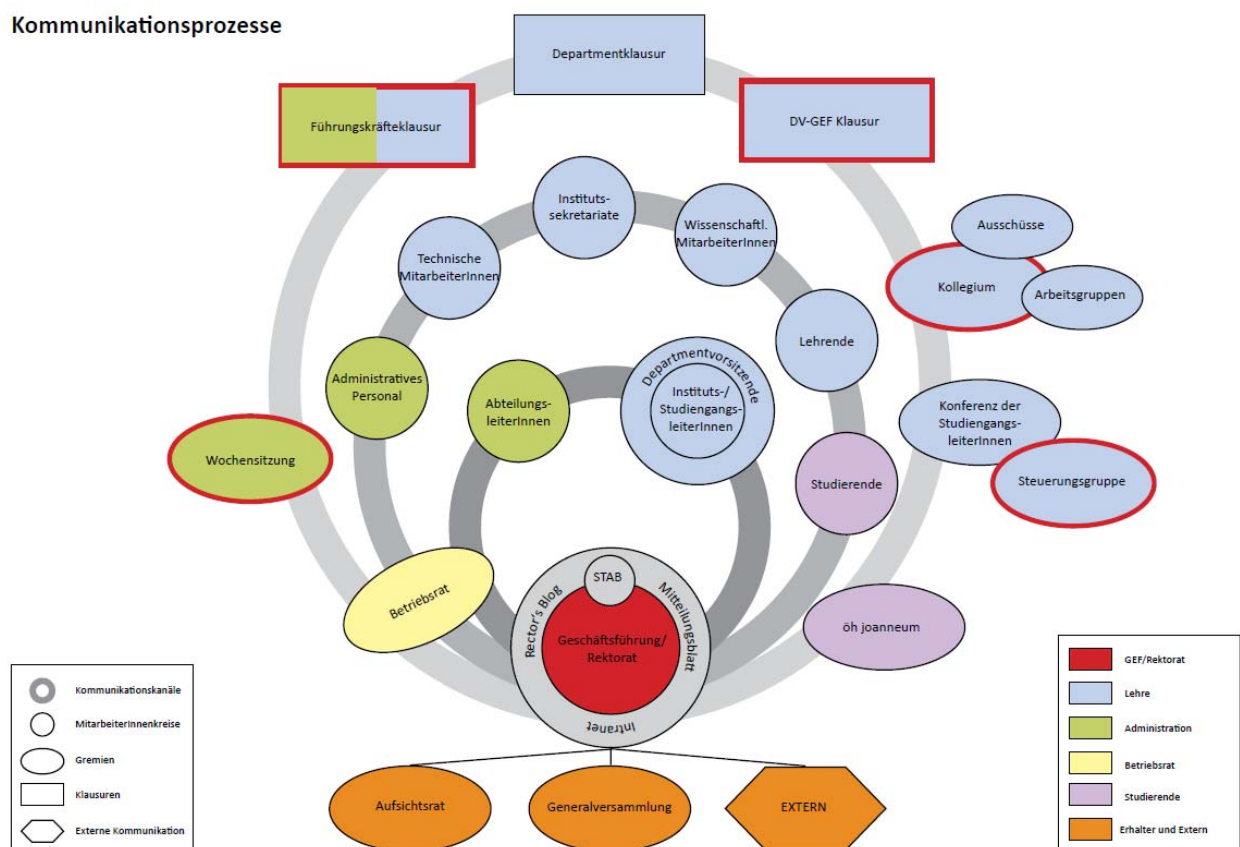 Kommunikationsprozesse
Departmentklausur
Führungskräfteklausur
DV-GEF Klausur
Instituts-
sekretariate
Wissenschaftl.
MitarbeiterInnen
Technische
MitarbeiterInnen
Ausschüsse
Kollegium
Arbeitsgruppen
Lehrende
Administratives
Personal
Abteilungs-
leiterInnen
Departmentvorsitzende
Instituts-/
Studiengangs-
leiterInnen
Konferenz der
Studiengangs-
leiterInnen
Steuerungsgruppe
Wochensitzung
Studierende
Betriebsrat
öh joanneum
STAB
Rector's Blog
Mitteilungsblatt
Intranet
Geschäftsführung/
Rektorat
Aufsichtsrat
Generalversammlung
EXTERN
Kommunikationskanäle
MitarbeiterInnenkreise
Gremien
Klausuren
Externe Kommunikation
GEF/Rektorat
Lehre
Administration
Betriebsrat
Studierende
Erhalter und Extern